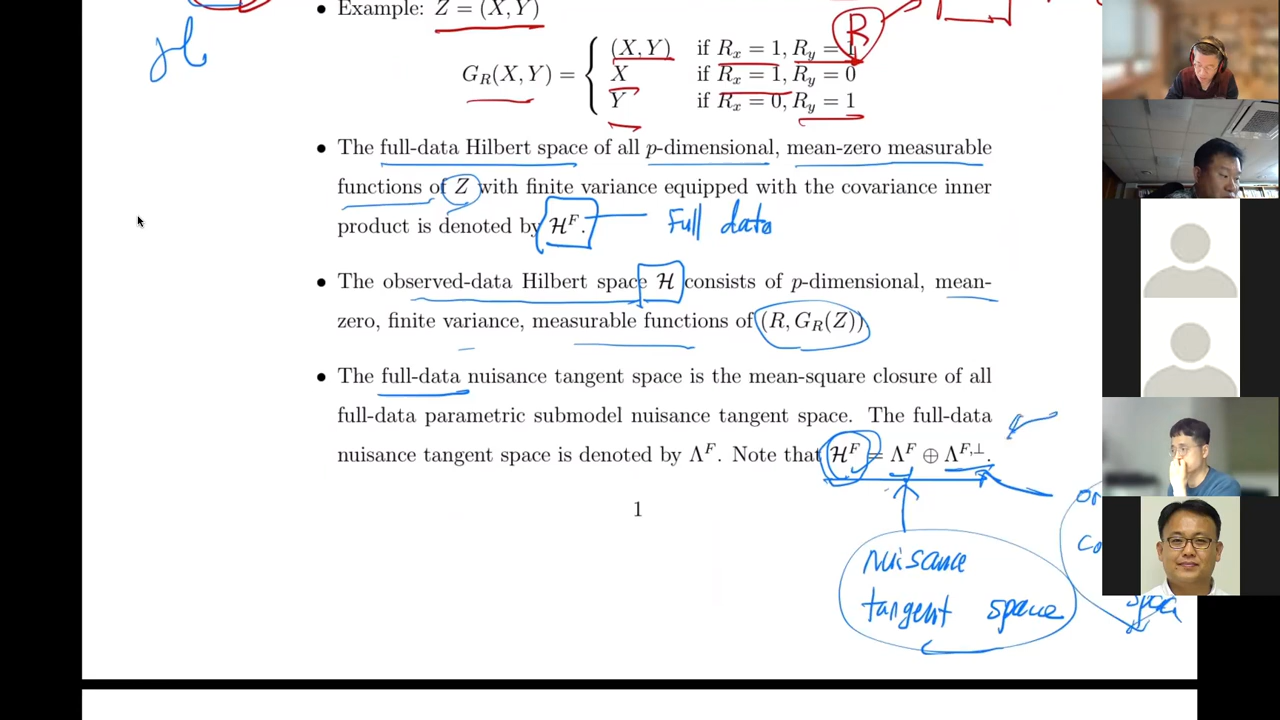 • Example: Z = (X, Y)
R
H
G_R(X, Y) = { (X, Y) if R_x = 1, R_y = 1
X if R_x = 1, R_y = 0
Y if R_x = 0, R_y = 1
• The full-data Hilbert space of all p-dimensional, mean-zero measurable
functions of Z with finite variance equipped with the covariance inner
product is denoted by 𝓗^F. Full data
• The observed-data Hilbert space 𝓗 consists of p-dimensional, mean-
zero, finite variance, measurable functions of (R, G_R(Z))
• The full-data nuisance tangent space is the mean-square closure of all
full-data parametric submodel nuisance tangent space. The full-data
nuisance tangent space is denoted by Λ^F. Note that 𝓗^F = Λ^F ⊕ Λ^{F,⊥}.
1
nuisance
tangent space